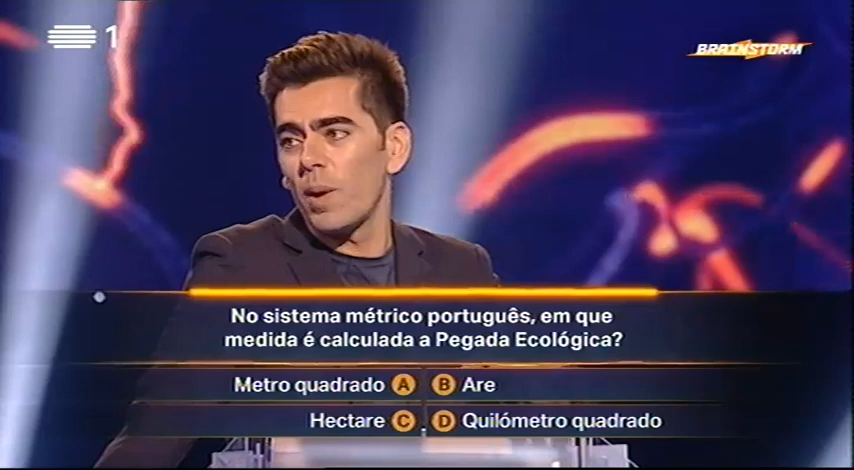 1
BRAINSTORM
No sistema métrico português, em que
medida é calculada a Pegada Ecológica?
Metro quadrado A B Are
Hectare C D Quilómetro quadrado